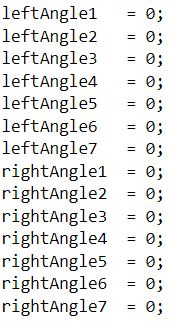 leftAngle1   = 0;
leftAngle2   = 0;
leftAngle3   = 0;
leftAngle4   = 0;
leftAngle5   = 0;
leftAngle6   = 0;
leftAngle7   = 0;
rightAngle1  = 0;
rightAngle2  = 0;
rightAngle3  = 0;
rightAngle4  = 0;
rightAngle5  = 0;
rightAngle6  = 0;
rightAngle7  = 0;